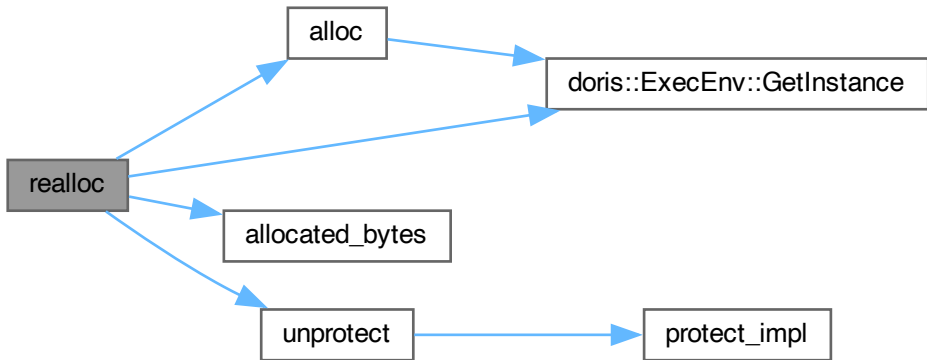 alloc
doris::ExecEnv::GetInstance
realloc
allocated_bytes
unprotect
protect_impl